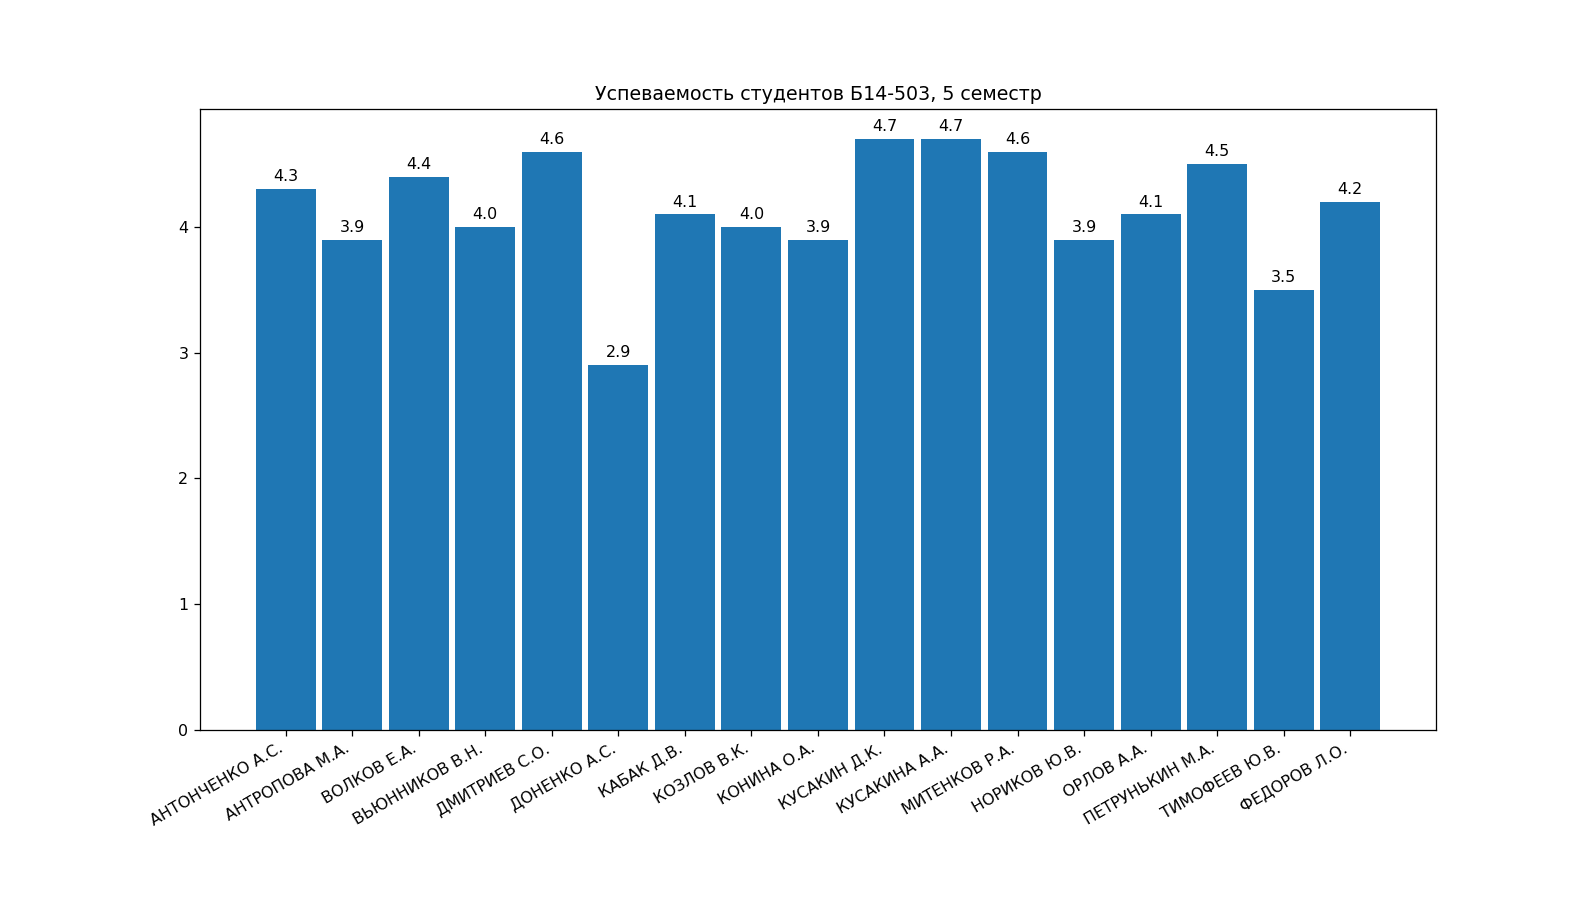 Успеваемость студентов Б14-503, 5 семестр
4.3
3.9
4.4
4.0
4.6
2.9
4.1
4.0
3.9
4.7
4.7
4.6
3.9
4.1
4.5
3.5
4.2
4
3
2
1
0
АНТОНЧЕНКО А.С.
АНТРОПОВА М.А.
ВОЛКОВ Е.А.
ВЬЮННИКОВ В.Н.
ДМИТРИЕВ С.О.
ДОНЕНКО А.С.
КАБАК Д.В.
КОЗЛОВ В.К.
КОНИНА О.А.
КУСАКИН Д.К.
КУСАКИНА А.А.
МИТЕНКОВ Р.А.
НОРИКОВ Ю.В.
ОРЛОВ А.А.
ПЕТРУНЬКИН М.А.
ТИМОФЕЕВ Ю.В.
ФЕДОРОВ Л.О.